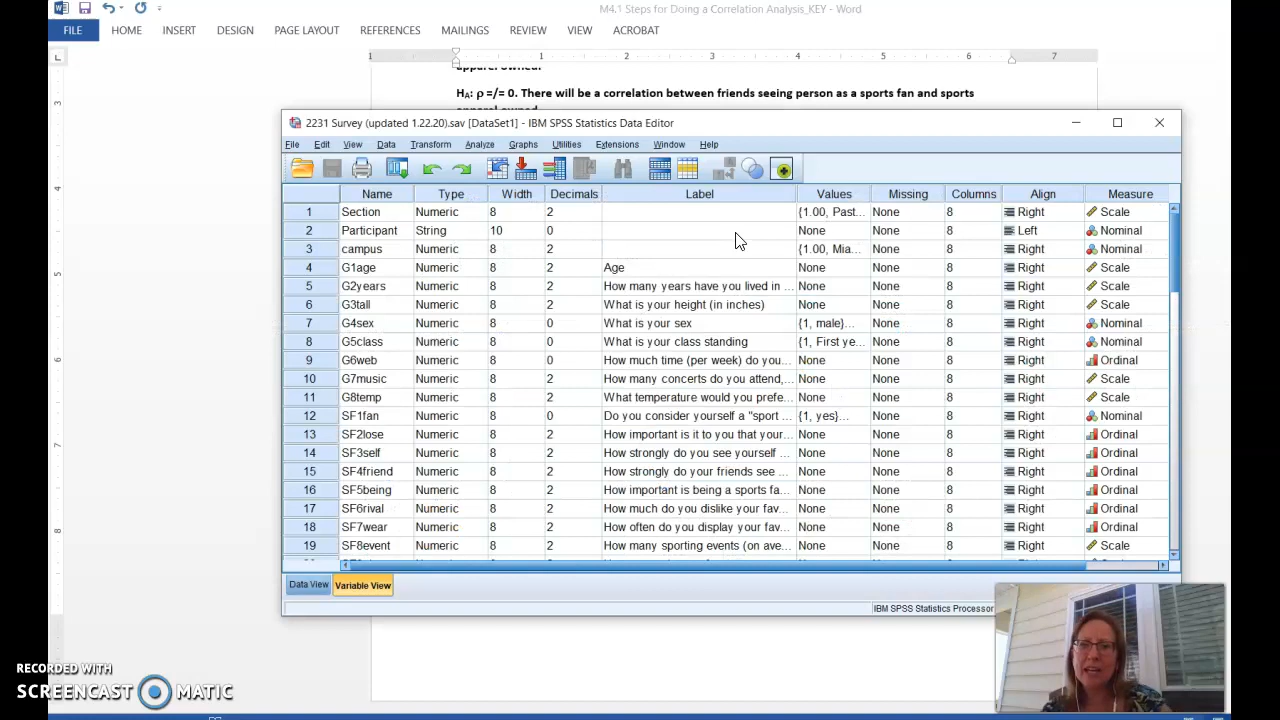 M4.1 Steps for Doing a Correlation Analysis_KEY - Word
FILE HOME INSERT DESIGN PAGE LAYOUT REFERENCES MAILINGS REVIEW VIEW ACROBAT
1 1 2 3 4 5 6 7
H_A: ρ =/= 0. There will be a correlation between friends seeing person as a sports fan and sports
2231 Survey (updated 1.22.20).sav [DataSet1] - IBM SPSS Statistics Data Editor
File Edit View Data Transform Analyze Graphs Utilities Extensions Window Help
Name Type Width Decimals Label Values Missing Columns Align Measure
1 Section Numeric 8 2 {1.00, Past... None 8 Right Scale
2 Participant String 10 0 None None 8 Left Nominal
3 campus Numeric 8 2 {1.00, Mia... None 8 Right Nominal
4 G1age Numeric 8 2 Age None None 8 Right Scale
5 G2years Numeric 8 2 How many years have you lived in ... None None 8 Right Scale
6 G3tall Numeric 8 2 What is your height (in inches) None None 8 Right Scale
7 G4sex Numeric 8 0 What is your sex {1, male}... None 8 Right Nominal
8 G5class Numeric 8 0 What is your class standing {1, First ye... None 8 Right Nominal
9 G6web Numeric 8 0 How much time (per week) do you... None None 8 Right Ordinal
10 G7music Numeric 8 2 How many concerts do you attend,... None None 8 Right Scale
11 G8temp Numeric 8 2 What temperature would you prefe... None None 8 Right Scale
12 SF1fan Numeric 8 0 Do you consider yourself a "sport ... {1, yes}... None 8 Right Nominal
13 SF2lose Numeric 8 2 How important is it to you that your... None None 8 Right Ordinal
14 SF3self Numeric 8 2 How strongly do you see yourself ... None None 8 Right Ordinal
15 SF4friend Numeric 8 2 How strongly do your friends see ... None None 8 Right Ordinal
16 SF5being Numeric 8 2 How important is being a sports fa... None None 8 Right Ordinal
17 SF6rival Numeric 8 2 How much do you dislike your fav... None None 8 Right Ordinal
18 SF7wear Numeric 8 2 How often do you display your fav... None None 8 Right Ordinal
19 SF8event Numeric 8 2 How many sporting events (on ave... None None 8 Right Scale
Data View Variable View
IBM SPSS Statistics Processor
3
4
5
6
7
8
RECORDED WITH
SCREENCAST MATIC